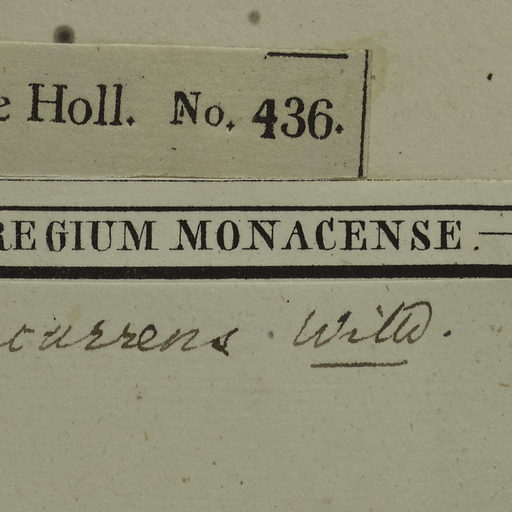 e Holl. No. 436.
REGIUM MONACENSE.
currens. Willd.